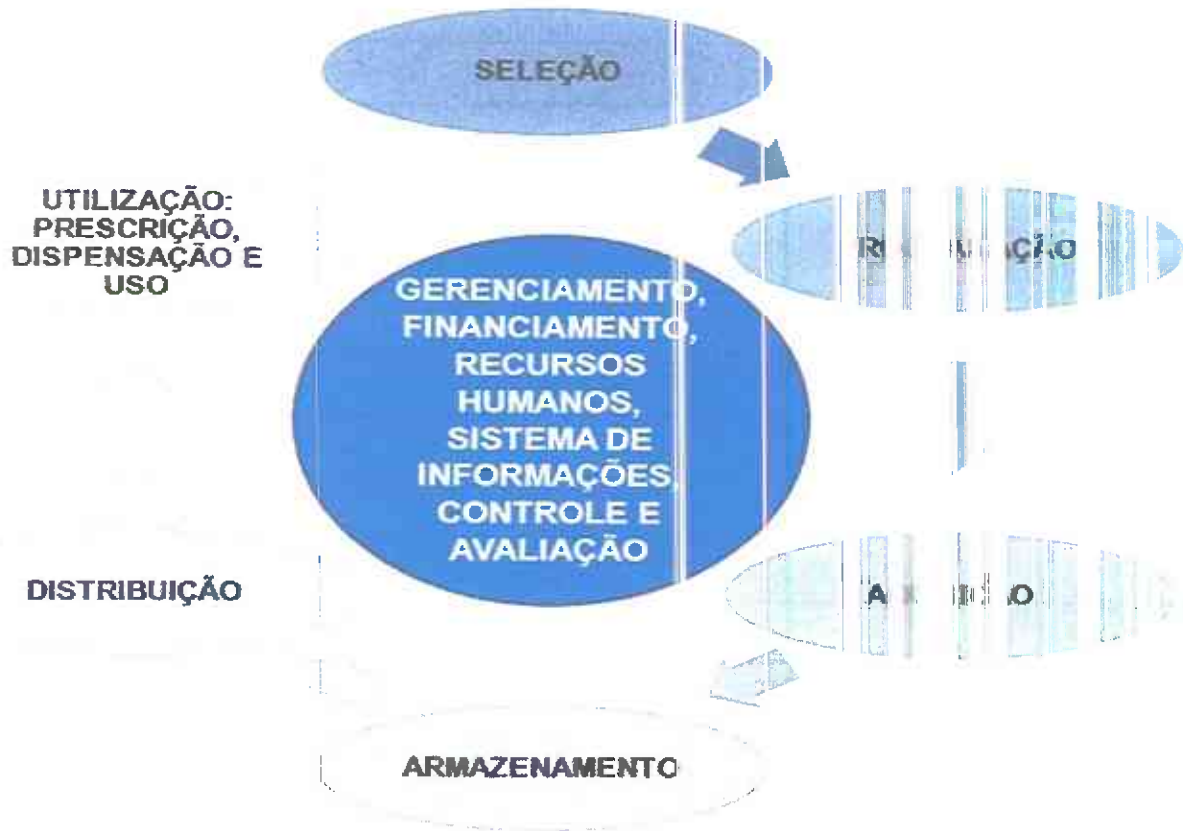 SELEÇÃO
UTILIZAÇÃO:
PRESCRIÇÃO,
DISPENSAÇÃO E
USO
GERENCIAMENTO,
FINANCIAMENTO,
RECURSOS
HUMANOS,
SISTEMA DE
INFORMAÇÕES,
CONTROLE E
AVALIAÇÃO
DISTRIBUIÇÃO
ARMAZENAMENTO